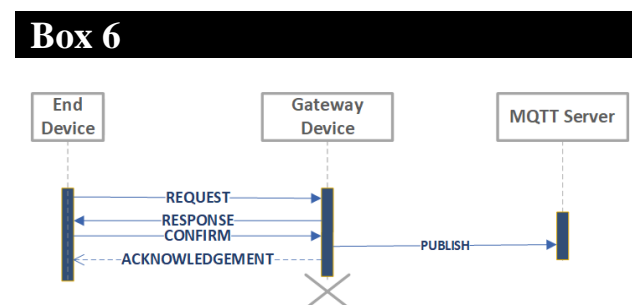 Box 6
End
Device
Gateway
Device
MQTT Server
REQUEST
RESPONSE
CONFIRM
PUBLISH
ACKNOWLEDGEMENT